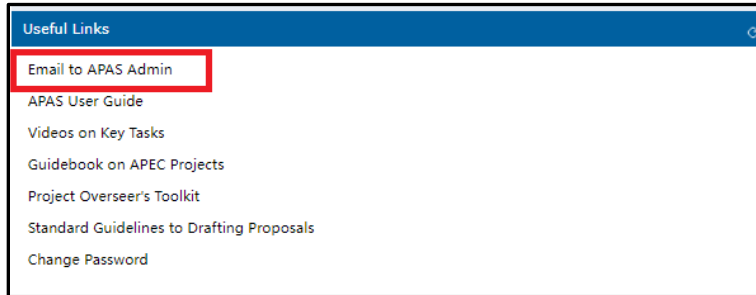 Useful Links
Email to APAS Admin
APAS User Guide
Videos on Key Tasks
Guidebook on APEC Projects
Project Overseer's Toolkit
Standard Guidelines to Drafting Proposals
Change Password